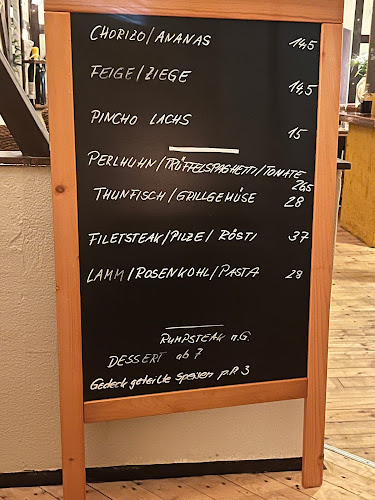 CHORIZO/ANANAS 14,5
FEIGE/ZIEGE 14,5
PINCHO LACHS 15
PERLHUHN/TRÜFFELSPAGHETTI/TOMATE 26,5
THUNFISCH/GRILLGEMÜSE 28
FILETSTEAK/PILZE/RÖSTI 37
LAMM/ROSENKOHL/PASTA 29
RUMPSTEAK n.G.
DESSERT ab 7
Gedeck geteilte Speisen p.P. 3